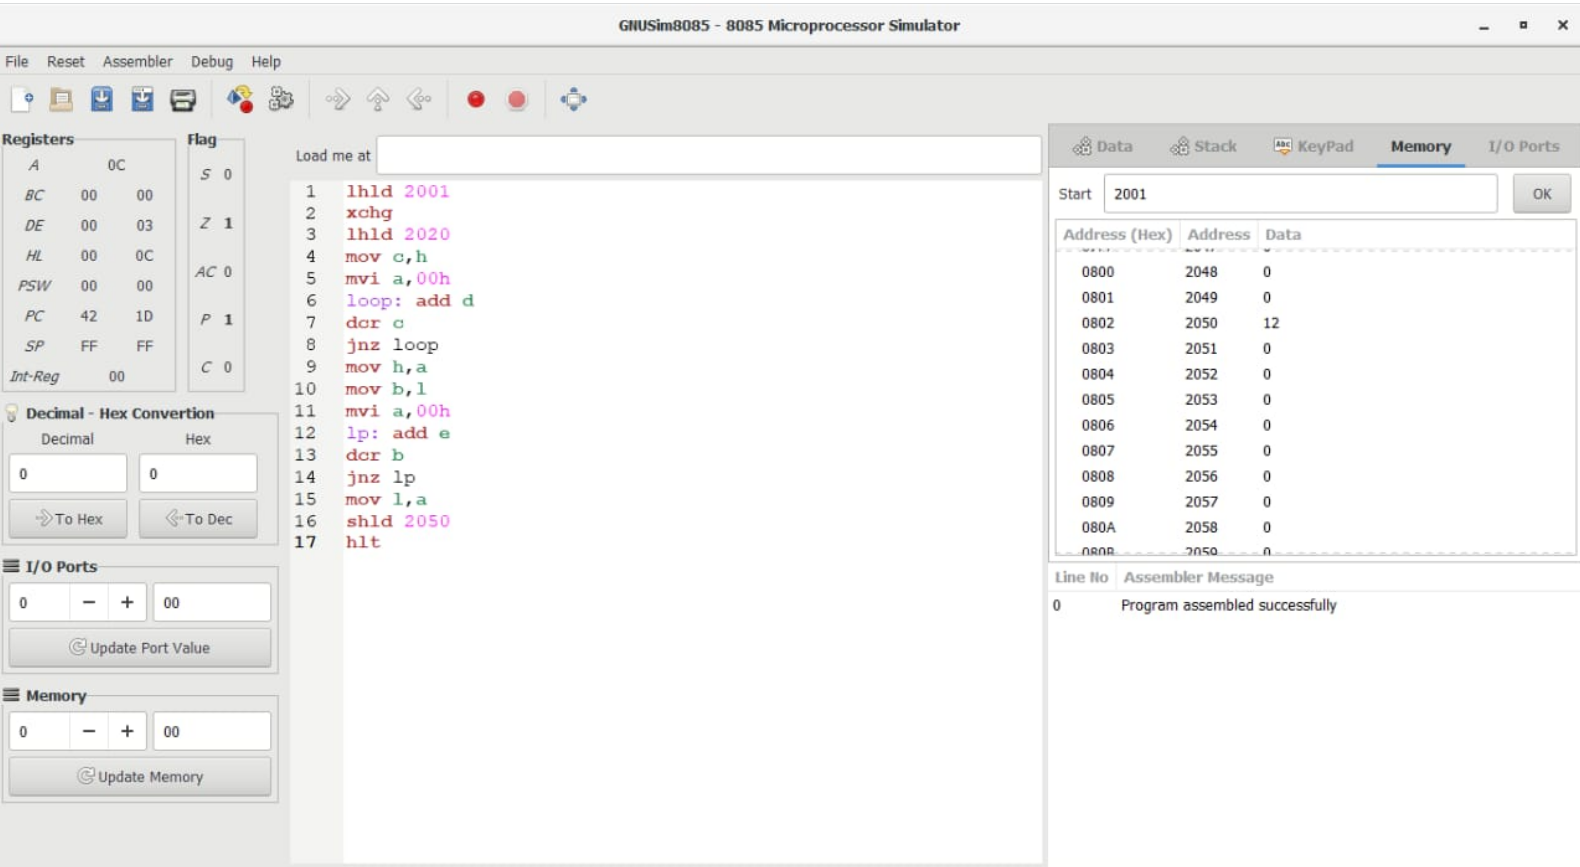 GNUSim8085 - 8085 Microprocessor Simulator
File Reset Assembler Debug Help
Registers
A 0C
BC 00 00
DE 00 03
HL 00 0C
PSW 00 00
PC 42 1D
SP FF FF
Int-Reg 00
Flag
S 0
Z 1
AC 0
P 1
C 0
Decimal - Hex Convertion
Decimal Hex
0 0
To Hex To Dec
I/O Ports
0 - + 00
Update Port Value
Memory
0 - + 00
Update Memory
Load me at
1 lhld 2001
2 xchg
3 lhld 2020
4 mov c,h
5 mvi a,00h
6 loop: add d
7 dcr c
8 jnz loop
9 mov h,a
10 mov b,l
11 mvi a,00h
12 lp: add e
13 dcr b
14 jnz lp
15 mov l,a
16 shld 2050
17 hlt
Data Stack KeyPad Memory I/O Ports
Start 2001 OK
Address (Hex) Address Data
0800 2048 0
0801 2049 0
0802 2050 12
0803 2051 0
0804 2052 0
0805 2053 0
0806 2054 0
0807 2055 0
0808 2056 0
0809 2057 0
080A 2058 0
080B 2059 0
Line No Assembler Message
0 Program assembled successfully